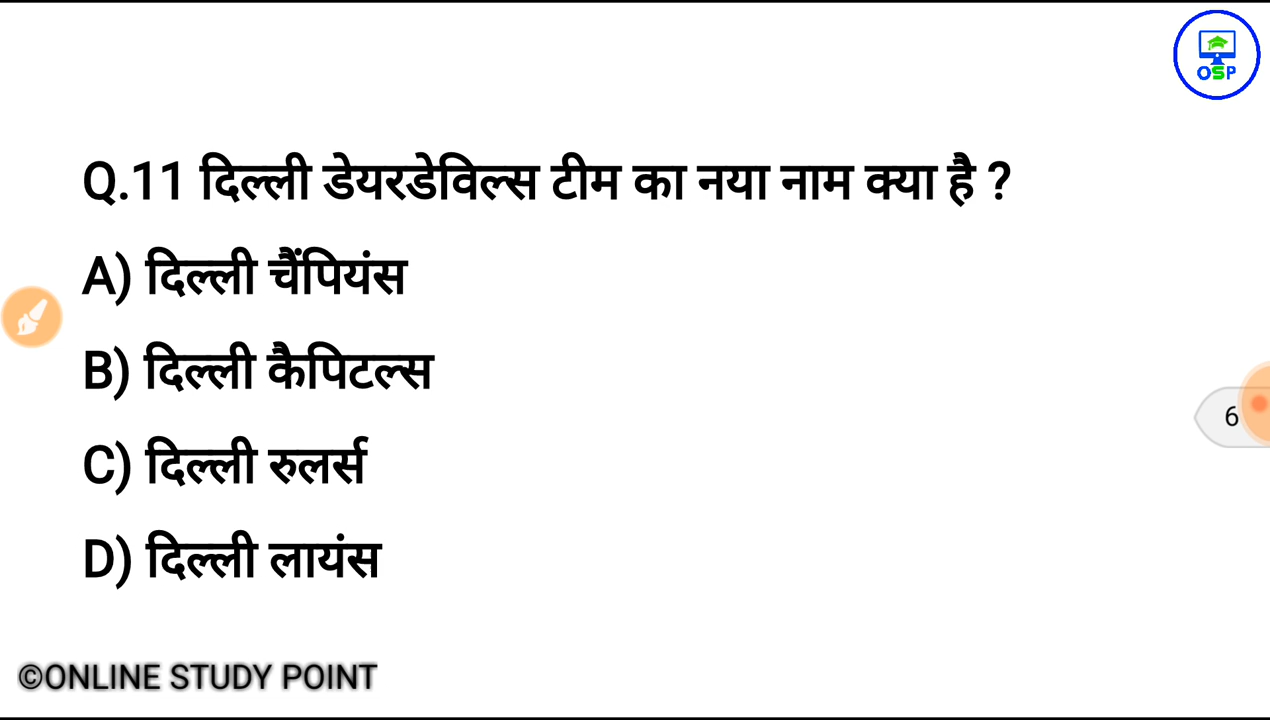 OSP
Q.11 दिल्ली डेयरडेविल्स टीम का नया नाम क्या है ?
A) दिल्ली चैंपियंस
B) दिल्ली कैपिटल्स
C) दिल्ली रुलर्स
D) दिल्ली लायंस
6
©ONLINE STUDY POINT